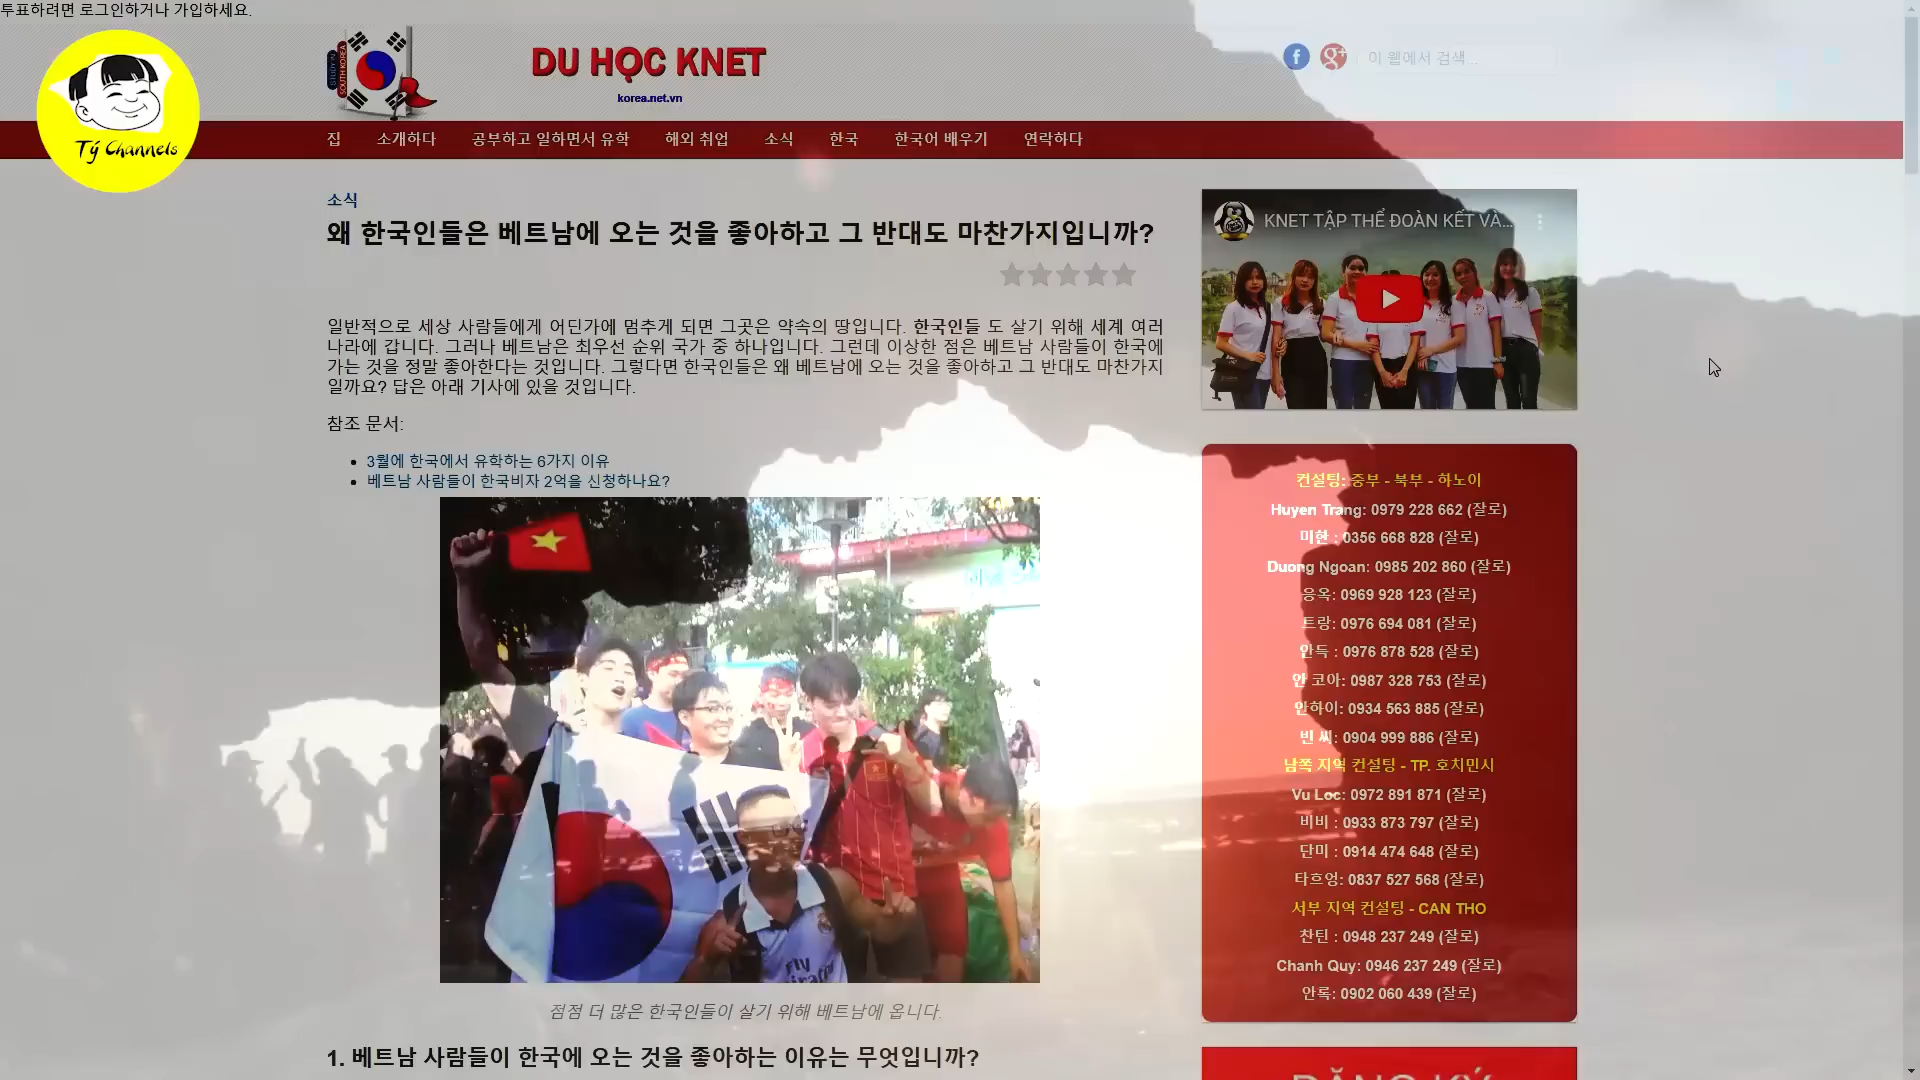 투표하려면 로그인하거나 가입하세요.
Tý Channels
SOUTH KOREA
DU HỌC KNET
korea.net.vn
이 웹에서 검색...
집 소개하다 공부하고 일하면서 유학 해외 취업 소식 한국 한국어 배우기 연락하다
소식
왜 한국인들은 베트남에 오는 것을 좋아하고 그 반대도 마찬가지입니까?
일반적으로 세상 사람들에게 어딘가에 멈추게 되면 그곳은 약속의 땅입니다. 한국인들 도 살기 위해 세계 여러
나라에 갑니다. 그러나 베트남은 최우선 순위 국가 중 하나입니다. 그런데 이상한 점은 베트남 사람들이 한국에
가는 것을 정말 좋아한다는 것입니다. 그렇다면 한국인들은 왜 베트남에 오는 것을 좋아하고 그 반대도 마찬가지
일까요? 답은 아래 기사에 있을 것입니다.
참조 문서:
3월에 한국에서 유학하는 6가지 이유
베트남 사람들이 한국비자 2억을 신청하나요?
Fly
점점 더 많은 한국인들이 살기 위해 베트남에 옵니다.
1. 베트남 사람들이 한국에 오는 것을 좋아하는 이유는 무엇입니까?
KNET TẬP THỂ ĐOÀN KẾT VÀ...
컨설팅: 중부 - 북부 - 하노이
Huyen Trang: 0979 228 662 (잘로)
미현 : 0356 668 828 (잘로)
Duong Ngoan: 0985 202 860 (잘로)
응옥: 0969 928 123 (잘로)
트랑: 0976 694 081 (잘로)
안득 : 0976 878 528 (잘로)
안 코아: 0987 328 753 (잘로)
안하이: 0934 563 885 (잘로)
빈 씨: 0904 999 886 (잘로)
남쪽 지역 컨설팅 - TP. 호치민시
Vu Loc: 0972 891 871 (잘로)
비비 : 0933 873 797 (잘로)
단미 : 0914 474 648 (잘로)
타흐엉: 0837 527 568 (잘로)
서부 지역 컨설팅 - CAN THO
찬틴 : 0948 237 249 (잘로)
Chanh Quy: 0946 237 249 (잘로)
안록: 0902 060 439 (잘로)
ĐĂNG KÝ